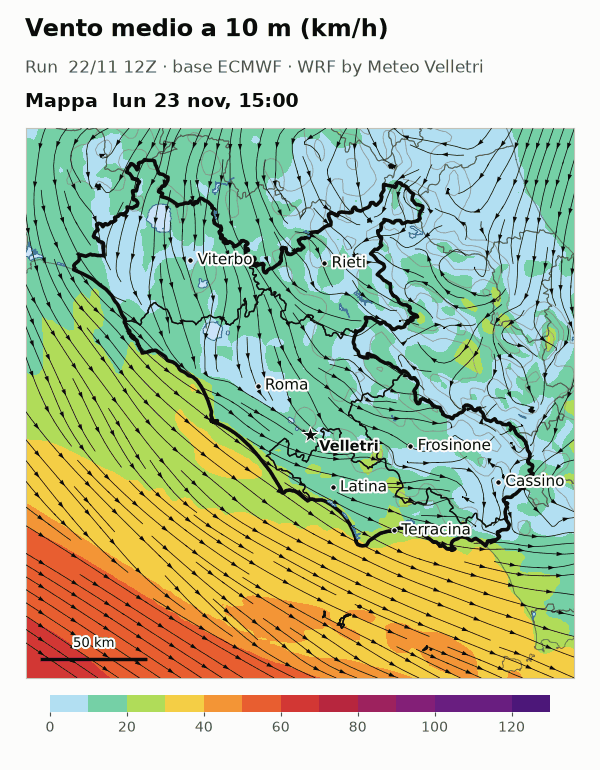 Vento medio a 10 m (km/h)
Run 22/11 12Z · base ECMWF · WRF by Meteo Velletri
Mappa lun 23 nov, 15:00
Viterbo
Rieti
Roma
Velletri
Frosinone
Cassino
Latina
Terracina
50 km
0 20 40 60 80 100 120